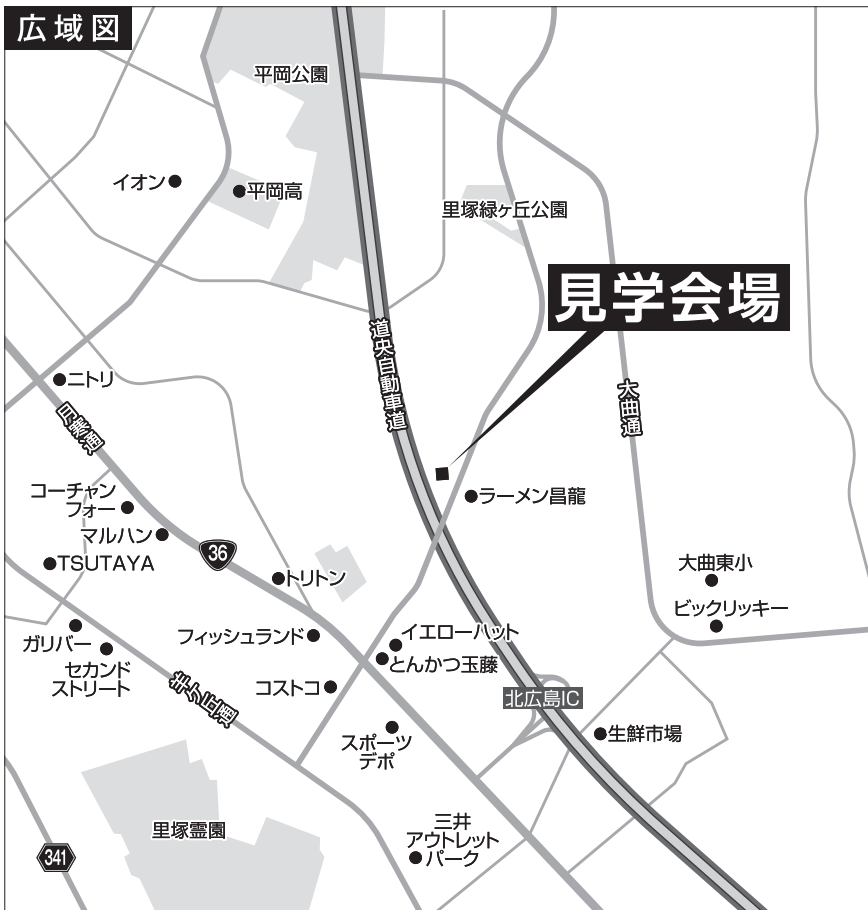 広域図
平岡公園
イオン
平岡高
里塚緑ヶ丘公園
見学会場
道央自動車道
ニトリ
大曲通
月寒通
コーチャン
フォー
ラーメン昌龍
マルハン
36
TSUTAYA
トリトン
大曲東小
ビックリッキー
ガリバー
フィッシュランド
イエローハット
とんかつ玉藤
セカンド
ストリート
コストコ
羊ケ丘通
北広島IC
スポーツ
デポ
生鮮市場
里塚霊園
三井
アウトレット
パーク
341